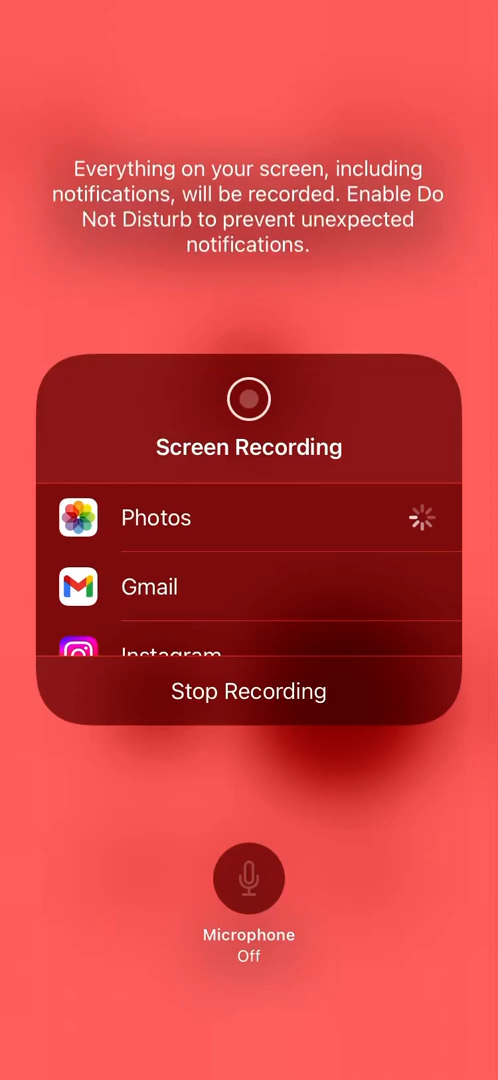 Everything on your screen, including
notifications, will be recorded. Enable Do
Not Disturb to prevent unexpected
notifications.
Screen Recording
Photos
Gmail
Instagram
Stop Recording
Microphone
Off